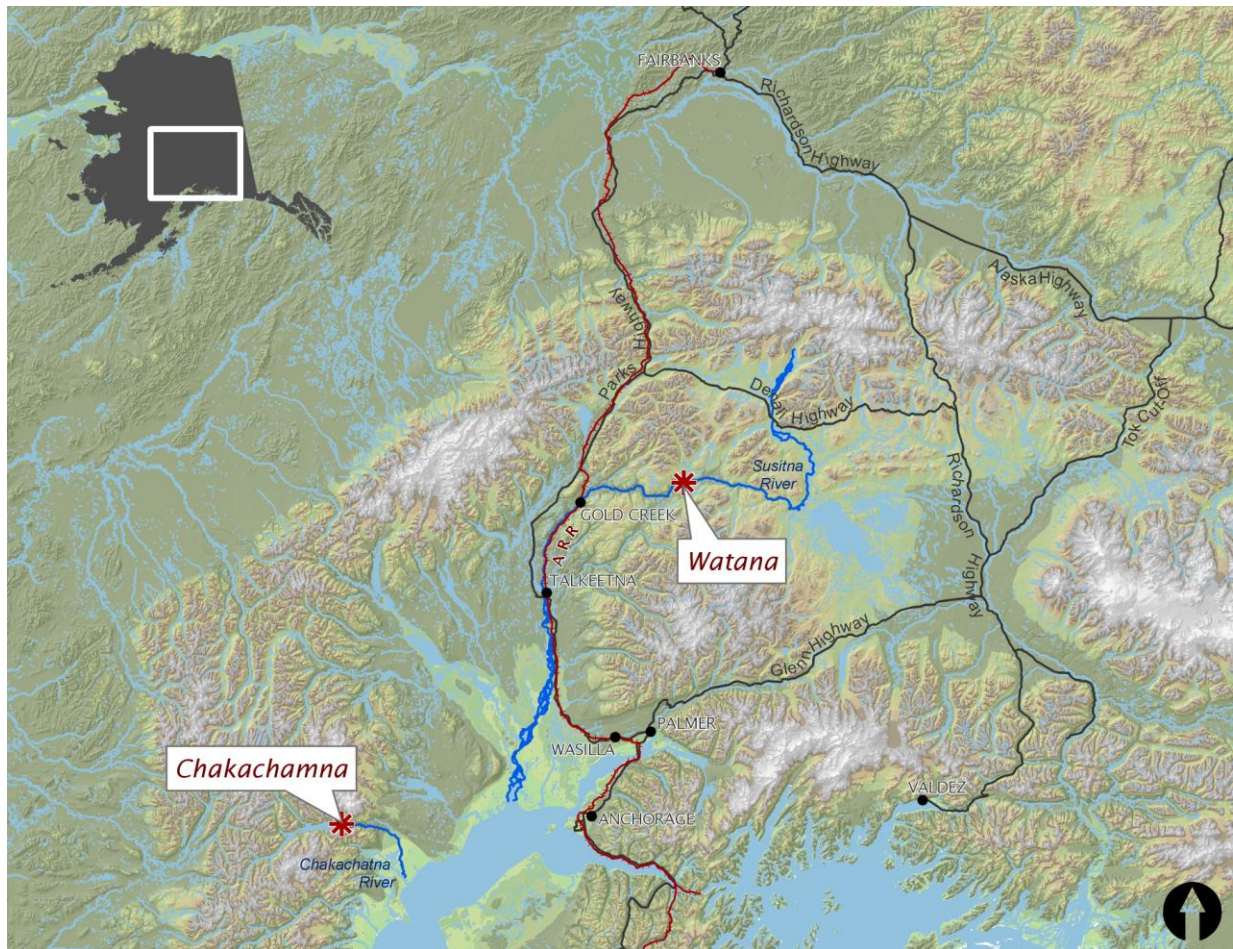 FAIRBANKS
Richardson Highway
Alaska Highway
Parks Highway
Denali Highway
Tok Cut-Off
Susitna
River
GOLD CREEK
Richardson Highway
ARR
Watana
TALKEETNA
Glenn Highway
PALMER
WASILLA
Chakachamna
VALDEZ
ANCHORAGE
Chakachatna
River